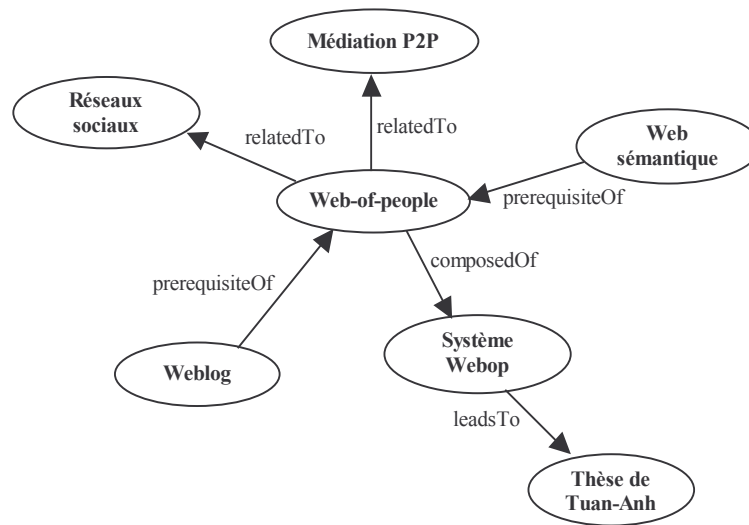 Médiation P2P
Réseaux
sociaux
relatedTo
relatedTo
Web
sémantique
Web-of-people
prerequisiteOf
composedOf
prerequisiteOf
Système
Webop
Weblog
leadsTo
Thèse de
Tuan-Anh